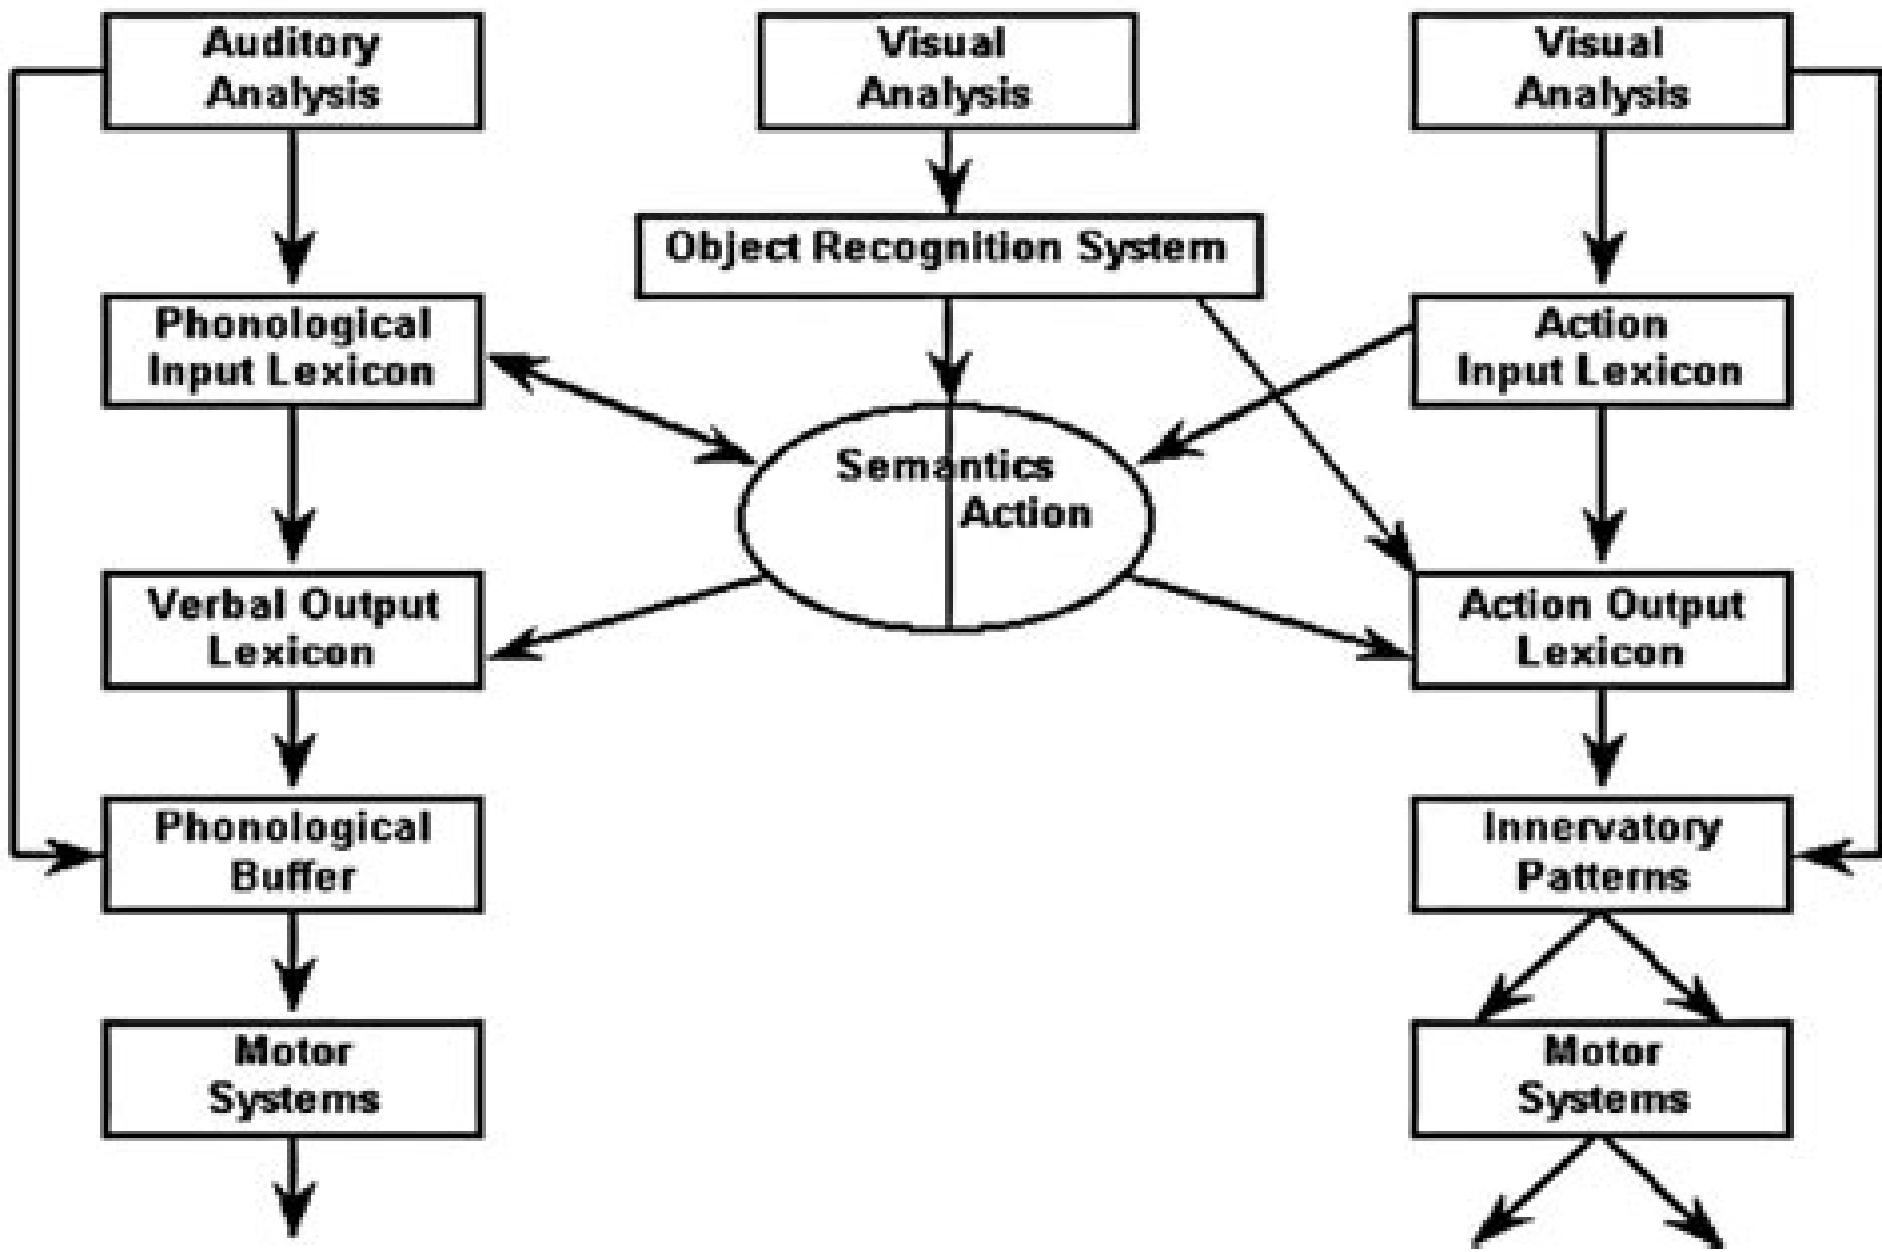 Auditory
Analysis
Visual
Analysis
Visual
Analysis
Object Recognition System
Phonological
Input Lexicon
Action
Input Lexicon
Semantics
Action
Verbal Output
Lexicon
Action Output
Lexicon
Phonological
Buffer
Innervatory
Patterns
Motor
Systems
Motor
Systems